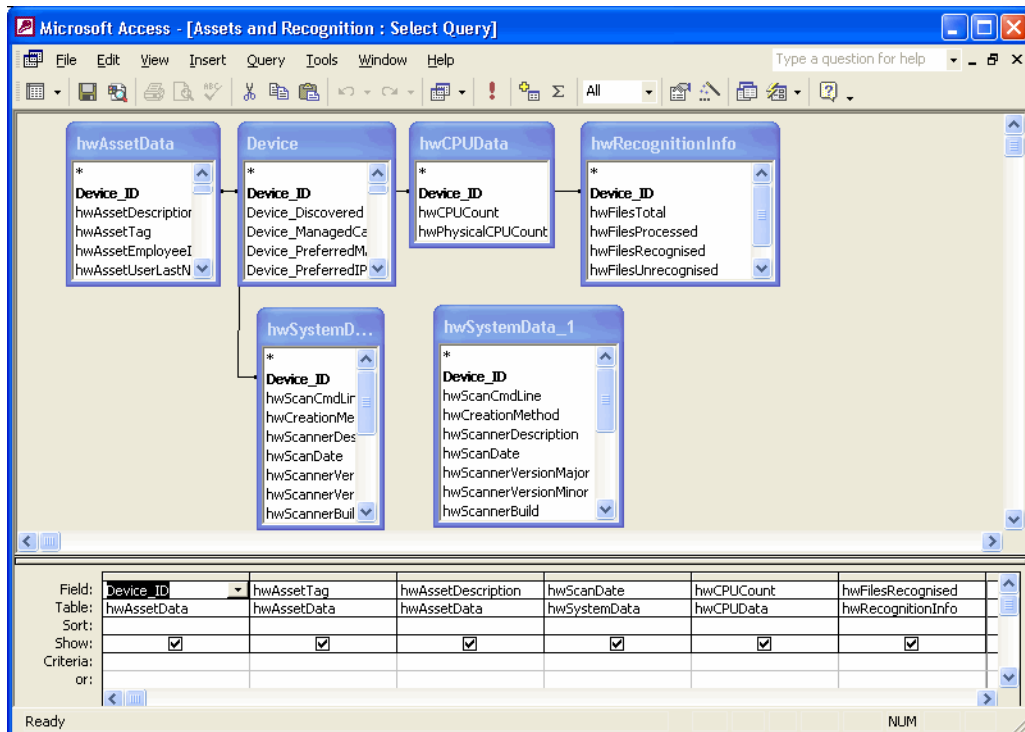 Microsoft Access - [Assets and Recognition : Select Query]
File Edit View Insert Query Tools Window Help Type a question for help
ABC All
hwAssetData Device hwCPUData hwRecognitionInfo
* * * *
Device_ID Device_ID Device_ID Device_ID
hwAssetDescription Device_Discovered hwCPUCount hwFilesTotal
hwAssetTag Device_ManagedCa hwPhysicalCPUCount hwFilesProcessed
hwAssetEmployeeI Device_PreferredM hwFilesRecognised
hwAssetUserLastN Device_PreferredIP hwFilesUnrecognised
hwSystemD... hwSystemData_1
* *
Device_ID Device_ID
hwScanCmdLin hwScanCmdLine
hwCreationMe hwCreationMethod
hwScannerDes hwScannerDescription
hwScanDate hwScanDate
hwScannerVer hwScannerVersionMajor
hwScannerVer hwScannerVersionMinor
hwScannerBuil hwScannerBuild
Field: Device_ID hwAssetTag hwAssetDescription hwScanDate hwCPUCount hwFilesRecognised
Table: hwAssetData hwAssetData hwAssetData hwSystemData hwCPUData hwRecognitionInfo
Sort:
Show:
Criteria:
or:
Ready NUM